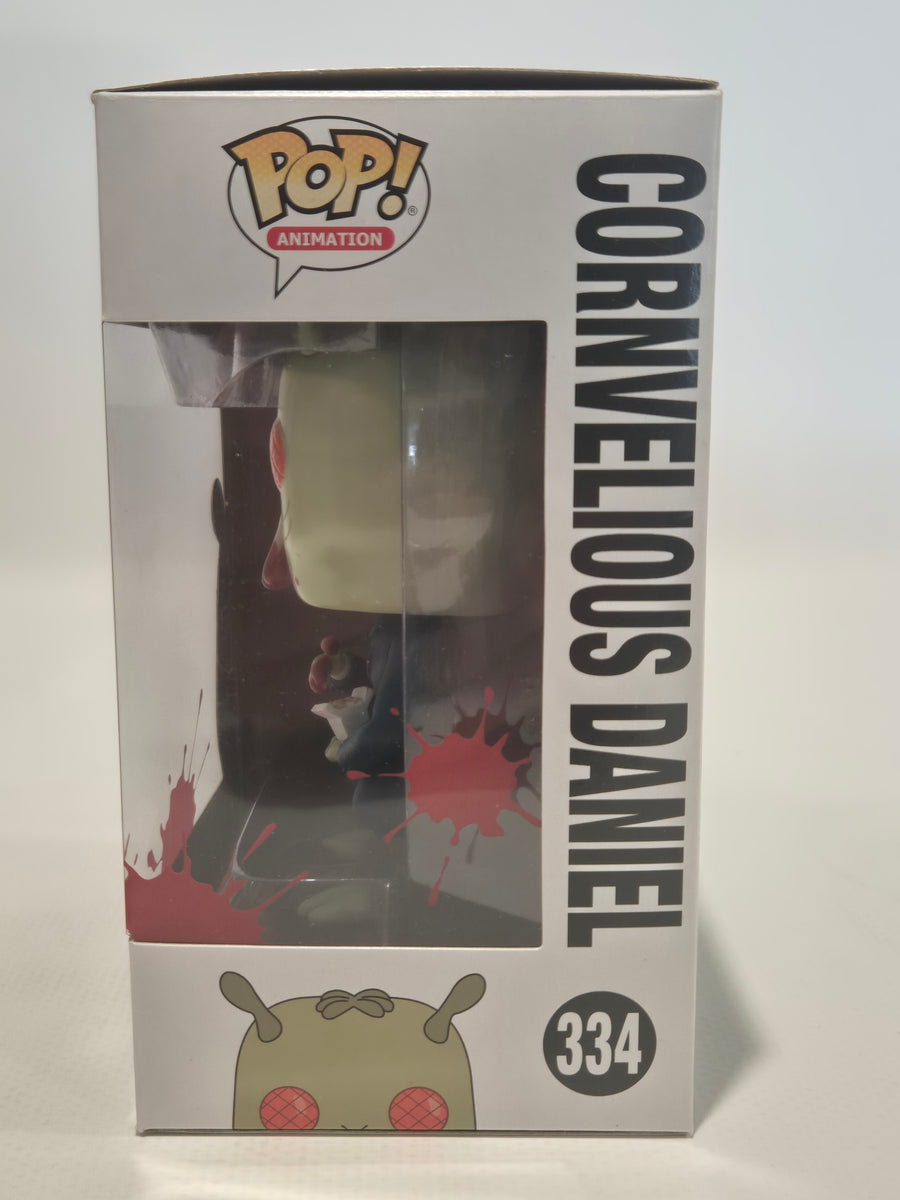 POP!®
ANIMATION
CORNVELIOUS DANIEL
334